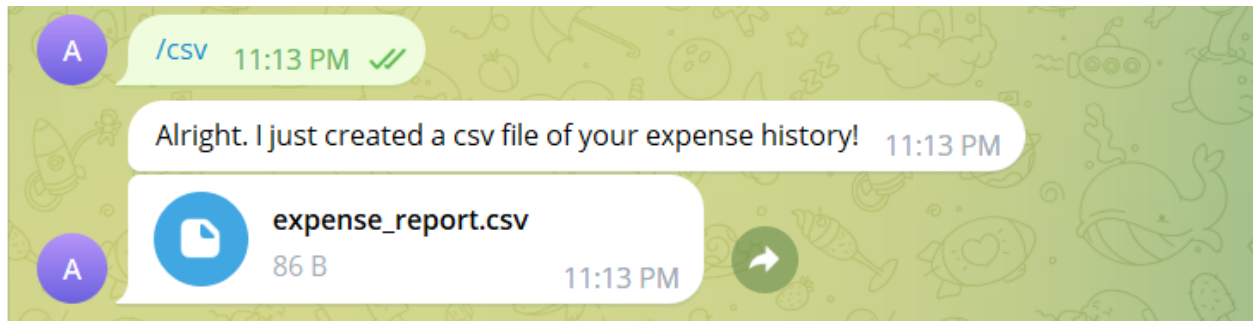 A
/csv 11:13 PM
Alright. I just created a csv file of your expense history! 11:13 PM
expense_report.csv
86 B 11:13 PM
A